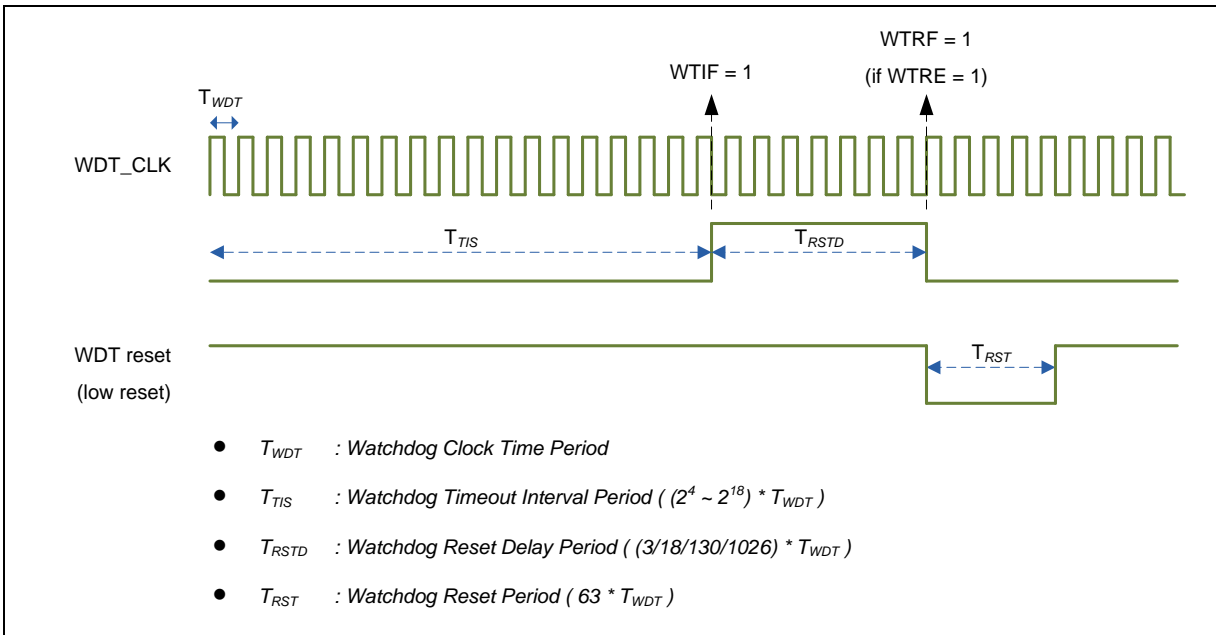 WTRF = 1
WTIF = 1
(if WTRE = 1)
TWDT
WDT_CLK
TTIS
TRSTD
WDT reset
TRST
(low reset)
● TWDT : Watchdog Clock Time Period
● TTIS : Watchdog Timeout Interval Period ( (2^4 ~ 2^18) * TWDT )
● TRSTD : Watchdog Reset Delay Period ( (3/18/130/1026) * TWDT )
● TRST : Watchdog Reset Period ( 63 * TWDT )